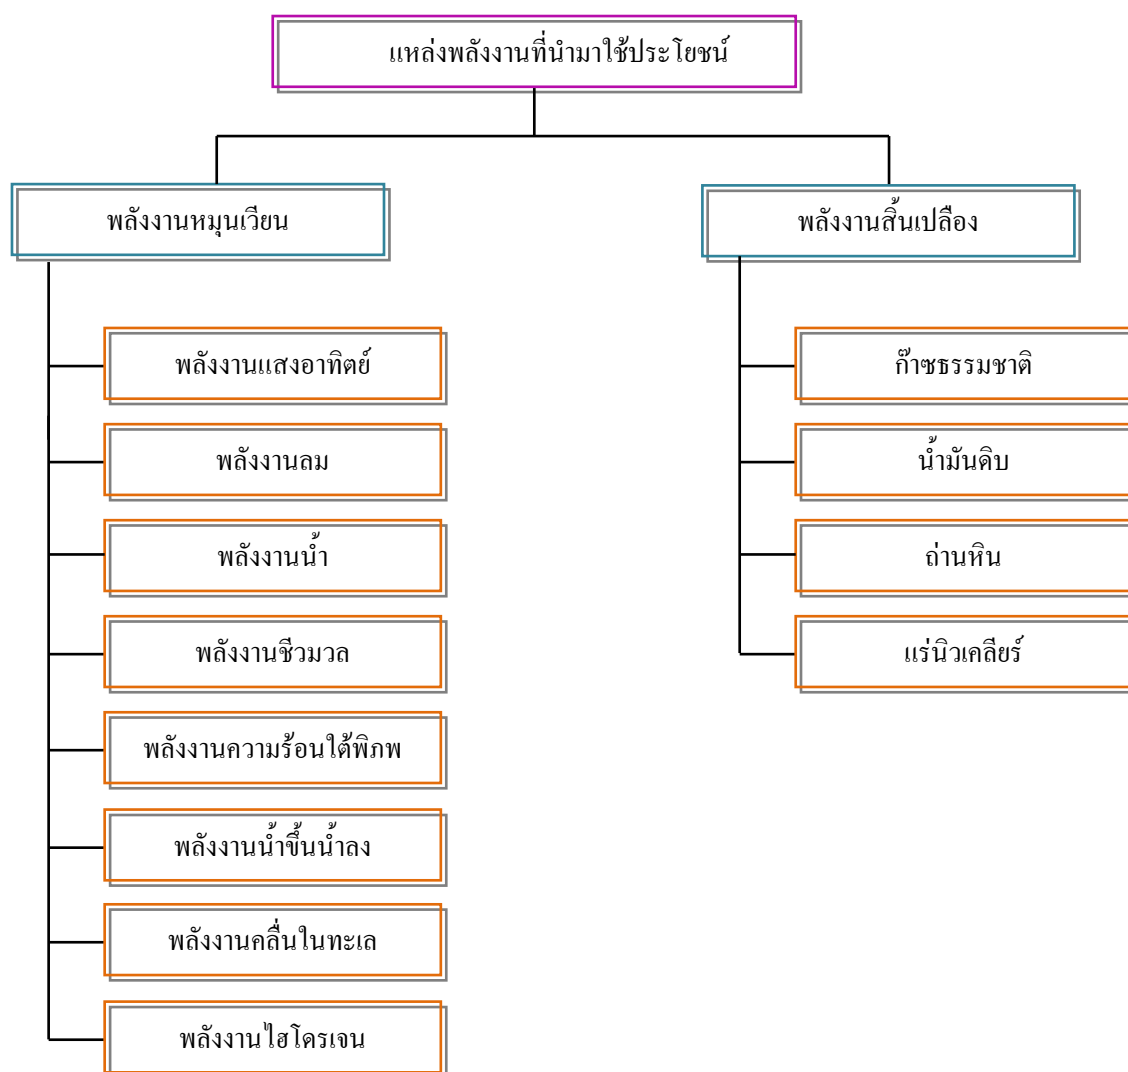 แหล่งพลังงานที่นำมาใช้ประโยชน์
พลังงานหมุนเวียน
พลังงานสิ้นเปลือง
พลังงานแสงอาทิตย์
พลังงานลม
พลังงานน้ำ
พลังงานชีวมวล
พลังงานความร้อนใต้พิภพ
พลังงานน้ำขึ้นน้ำลง
พลังงานคลื่นในทะเล
พลังงานไฮโดรเจน
ก๊าซธรรมชาติ
น้ำมันดิบ
ถ่านหิน
แร่นิวเคลียร์